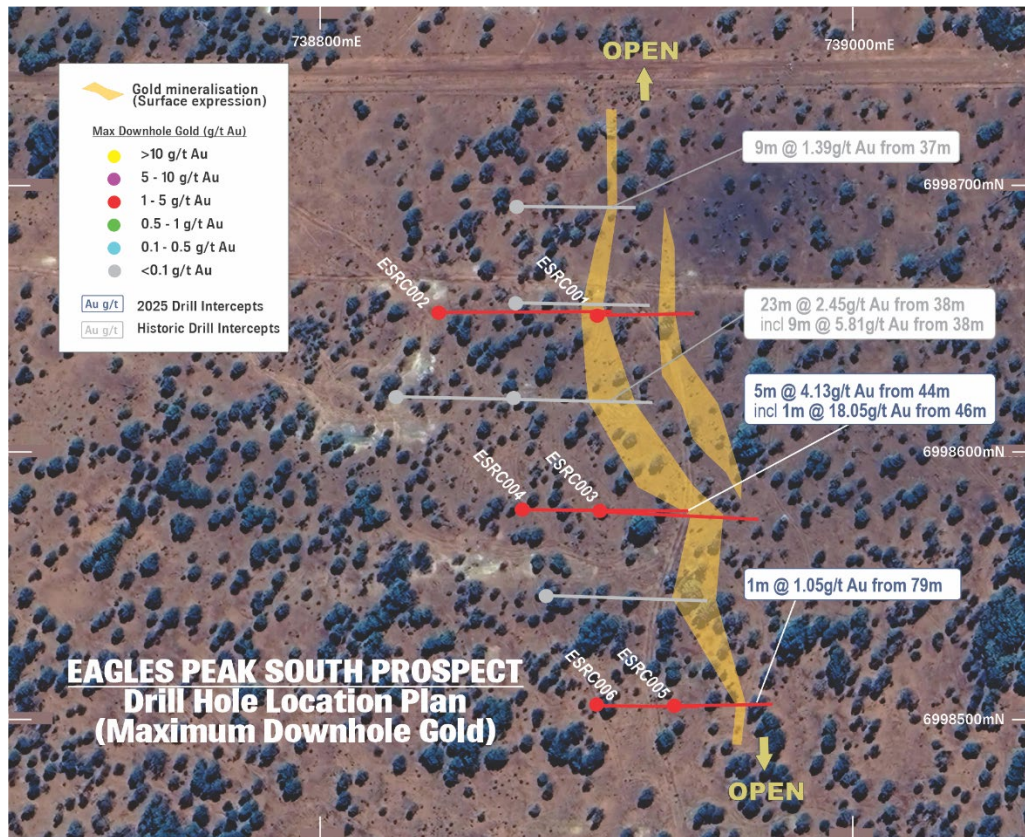 738800mE
739000mE
OPEN
Gold mineralisation
(Surface expression)
Max Downhole Gold (g/t Au)
>10 g/t Au
5 - 10 g/t Au
1 - 5 g/t Au
0.5 - 1 g/t Au
0.1 - 0.5 g/t Au
<0.1 g/t Au
Au g/t 2025 Drill Intercepts
Au g/t Historic Drill Intercepts
9m @ 1.39g/t Au from 37m
6998700mN
ESRC002
ESRC001
23m @ 2.45g/t Au from 38m
incl 9m @ 5.81g/t Au from 38m
5m @ 4.13g/t Au from 44m
incl 1m @ 18.05g/t Au from 46m
6998600mN
ESRC004
ESRC003
1m @ 1.05g/t Au from 79m
EAGLES PEAK SOUTH PROSPECT
Drill Hole Location Plan
(Maximum Downhole Gold)
ESRC006
ESRC005
6998500mN
OPEN